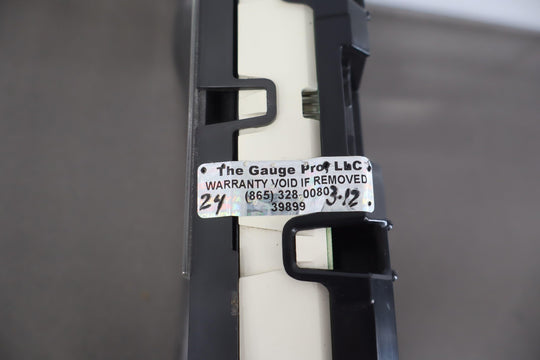 The Gauge Pro, LLC
WARRANTY VOID IF REMOVED
(865) 328-0080
24 39899 3-12